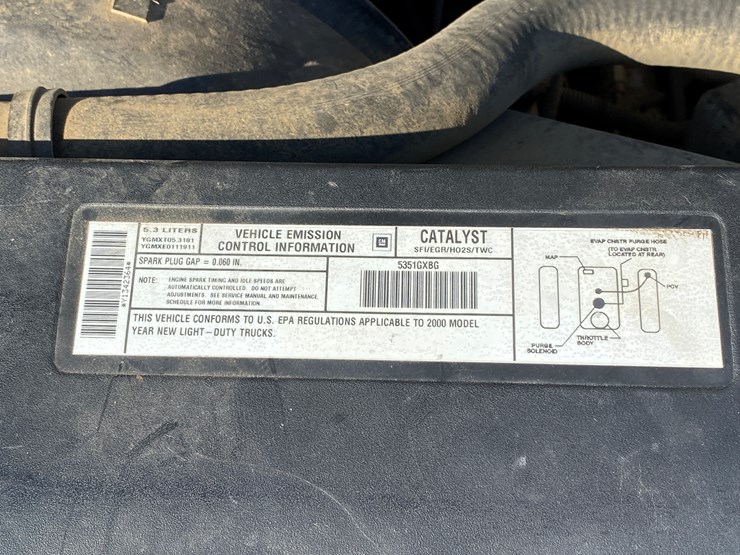 5.3 LITERS
YGMXT05.3181
YGMXE0111911
VEHICLE EMISSION
CONTROL INFORMATION
GM
CATALYST
SFI/EGR/HO2S/TWC
SPARK PLUG GAP = 0.060 IN.
NOTE: ENGINE SPARK TIMING AND IDLE SPEEDS ARE
AUTOMATICALLY CONTROLLED. DO NOT ATTEMPT
ADJUSTMENTS. SEE SERVICE MANUAL AND MAINTENANCE
SCHEDULE FOR MORE INFORMATION.
5351GXBG
THIS VEHICLE CONFORMS TO U.S. EPA REGULATIONS APPLICABLE TO 2000 MODEL
YEAR NEW LIGHT-DUTY TRUCKS.
*Y1342364*
EVAP CNSTR PURGE HOSE
(TO EVAP CNSTR
LOCATED AT REAR)
MAP
PCV
PURGE
SOLENOID
THROTTLE
BODY